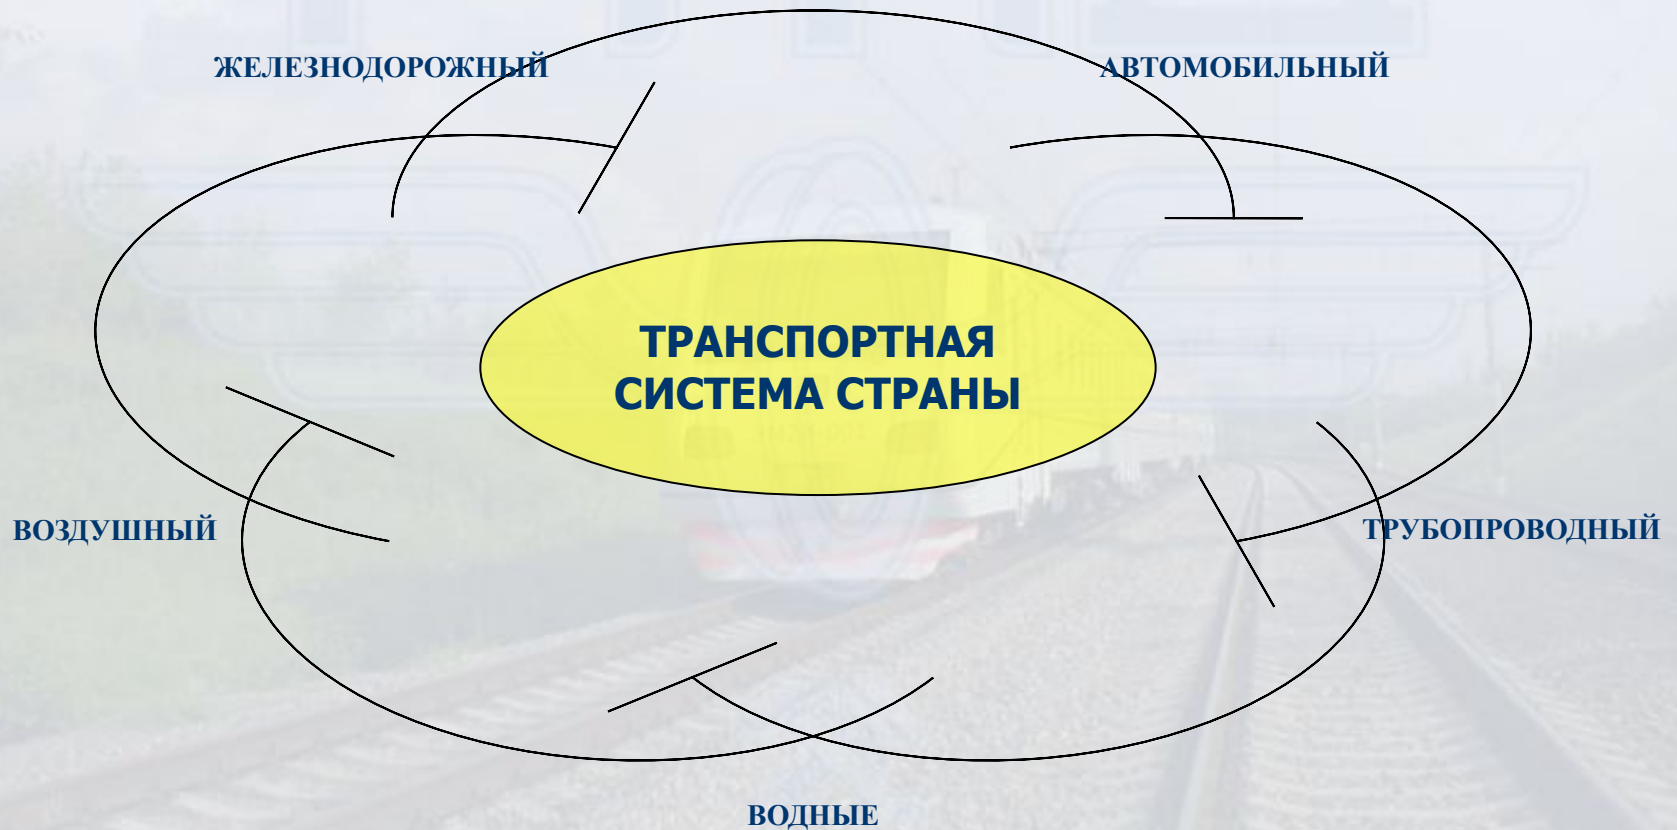 ЖЕЛЕЗНОДОРОЖНЫЙ
АВТОМОБИЛЬНЫЙ
ТРАНСПОРТНАЯ
СИСТЕМА СТРАНЫ
ВОЗДУШНЫЙ
ТРУБОПРОВОДНЫЙ
ВОДНЫЕ